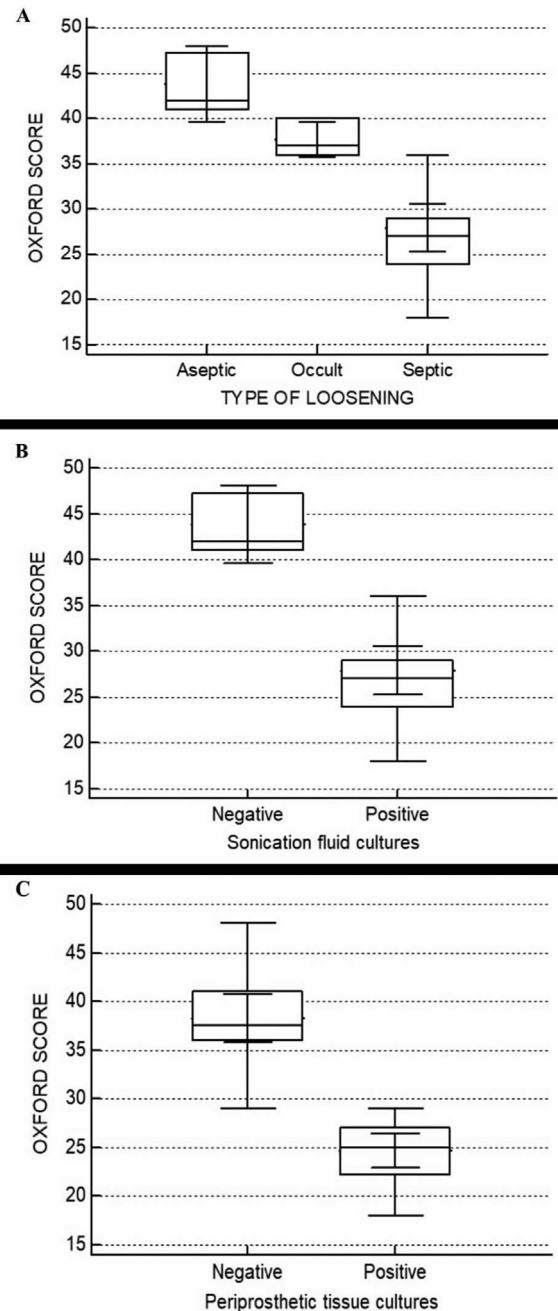 A
OXFORD SCORE
50
45
40
35
30
25
20
15
Aseptic Occult Septic
TYPE OF LOOSENING
B
OXFORD SCORE
50
45
40
35
30
25
20
15
Negative Positive
Sonication fluid cultures
C
OXFORD SCORE
50
45
40
35
30
25
20
15
Negative Positive
Periprosthetic tissue cultures